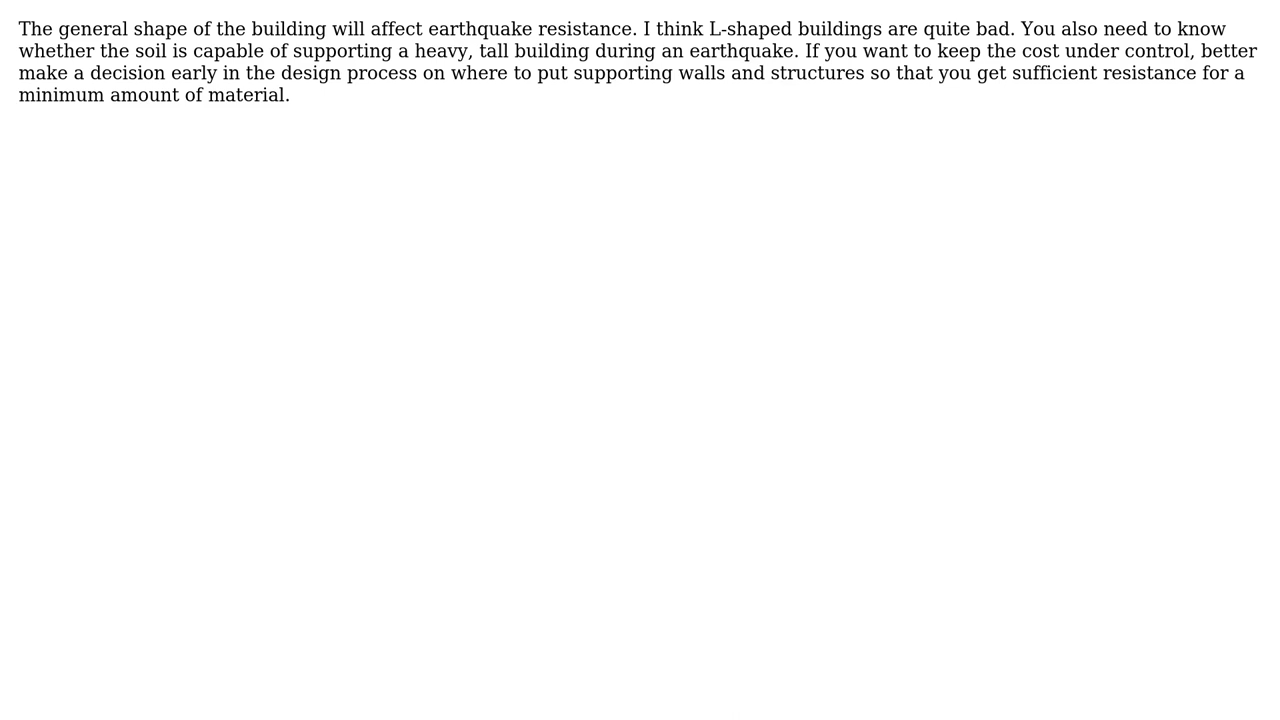 The general shape of the building will affect earthquake resistance. I think L-shaped buildings are quite bad. You also need to know
whether the soil is capable of supporting a heavy, tall building during an earthquake. If you want to keep the cost under control, better
make a decision early in the design process on where to put supporting walls and structures so that you get sufficient resistance for a
minimum amount of material.